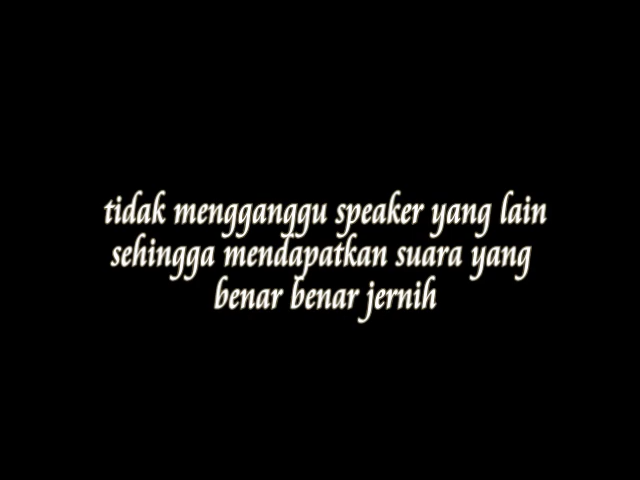 tidak mengganggu speaker yang lain
sehingga mendapatkan suara yang
benar benar jernih